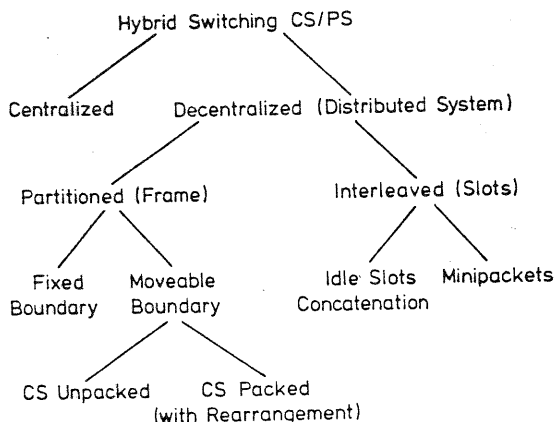 Hybrid Switching CS/PS
Centralized
Decentralized (Distributed System)
Partitioned (Frame)
Interleaved (Slots)
Fixed
Boundary
Moveable
Boundary
Idle Slots
Concatenation
Minipackets
CS Unpacked
CS Packed
(with Rearrangement)